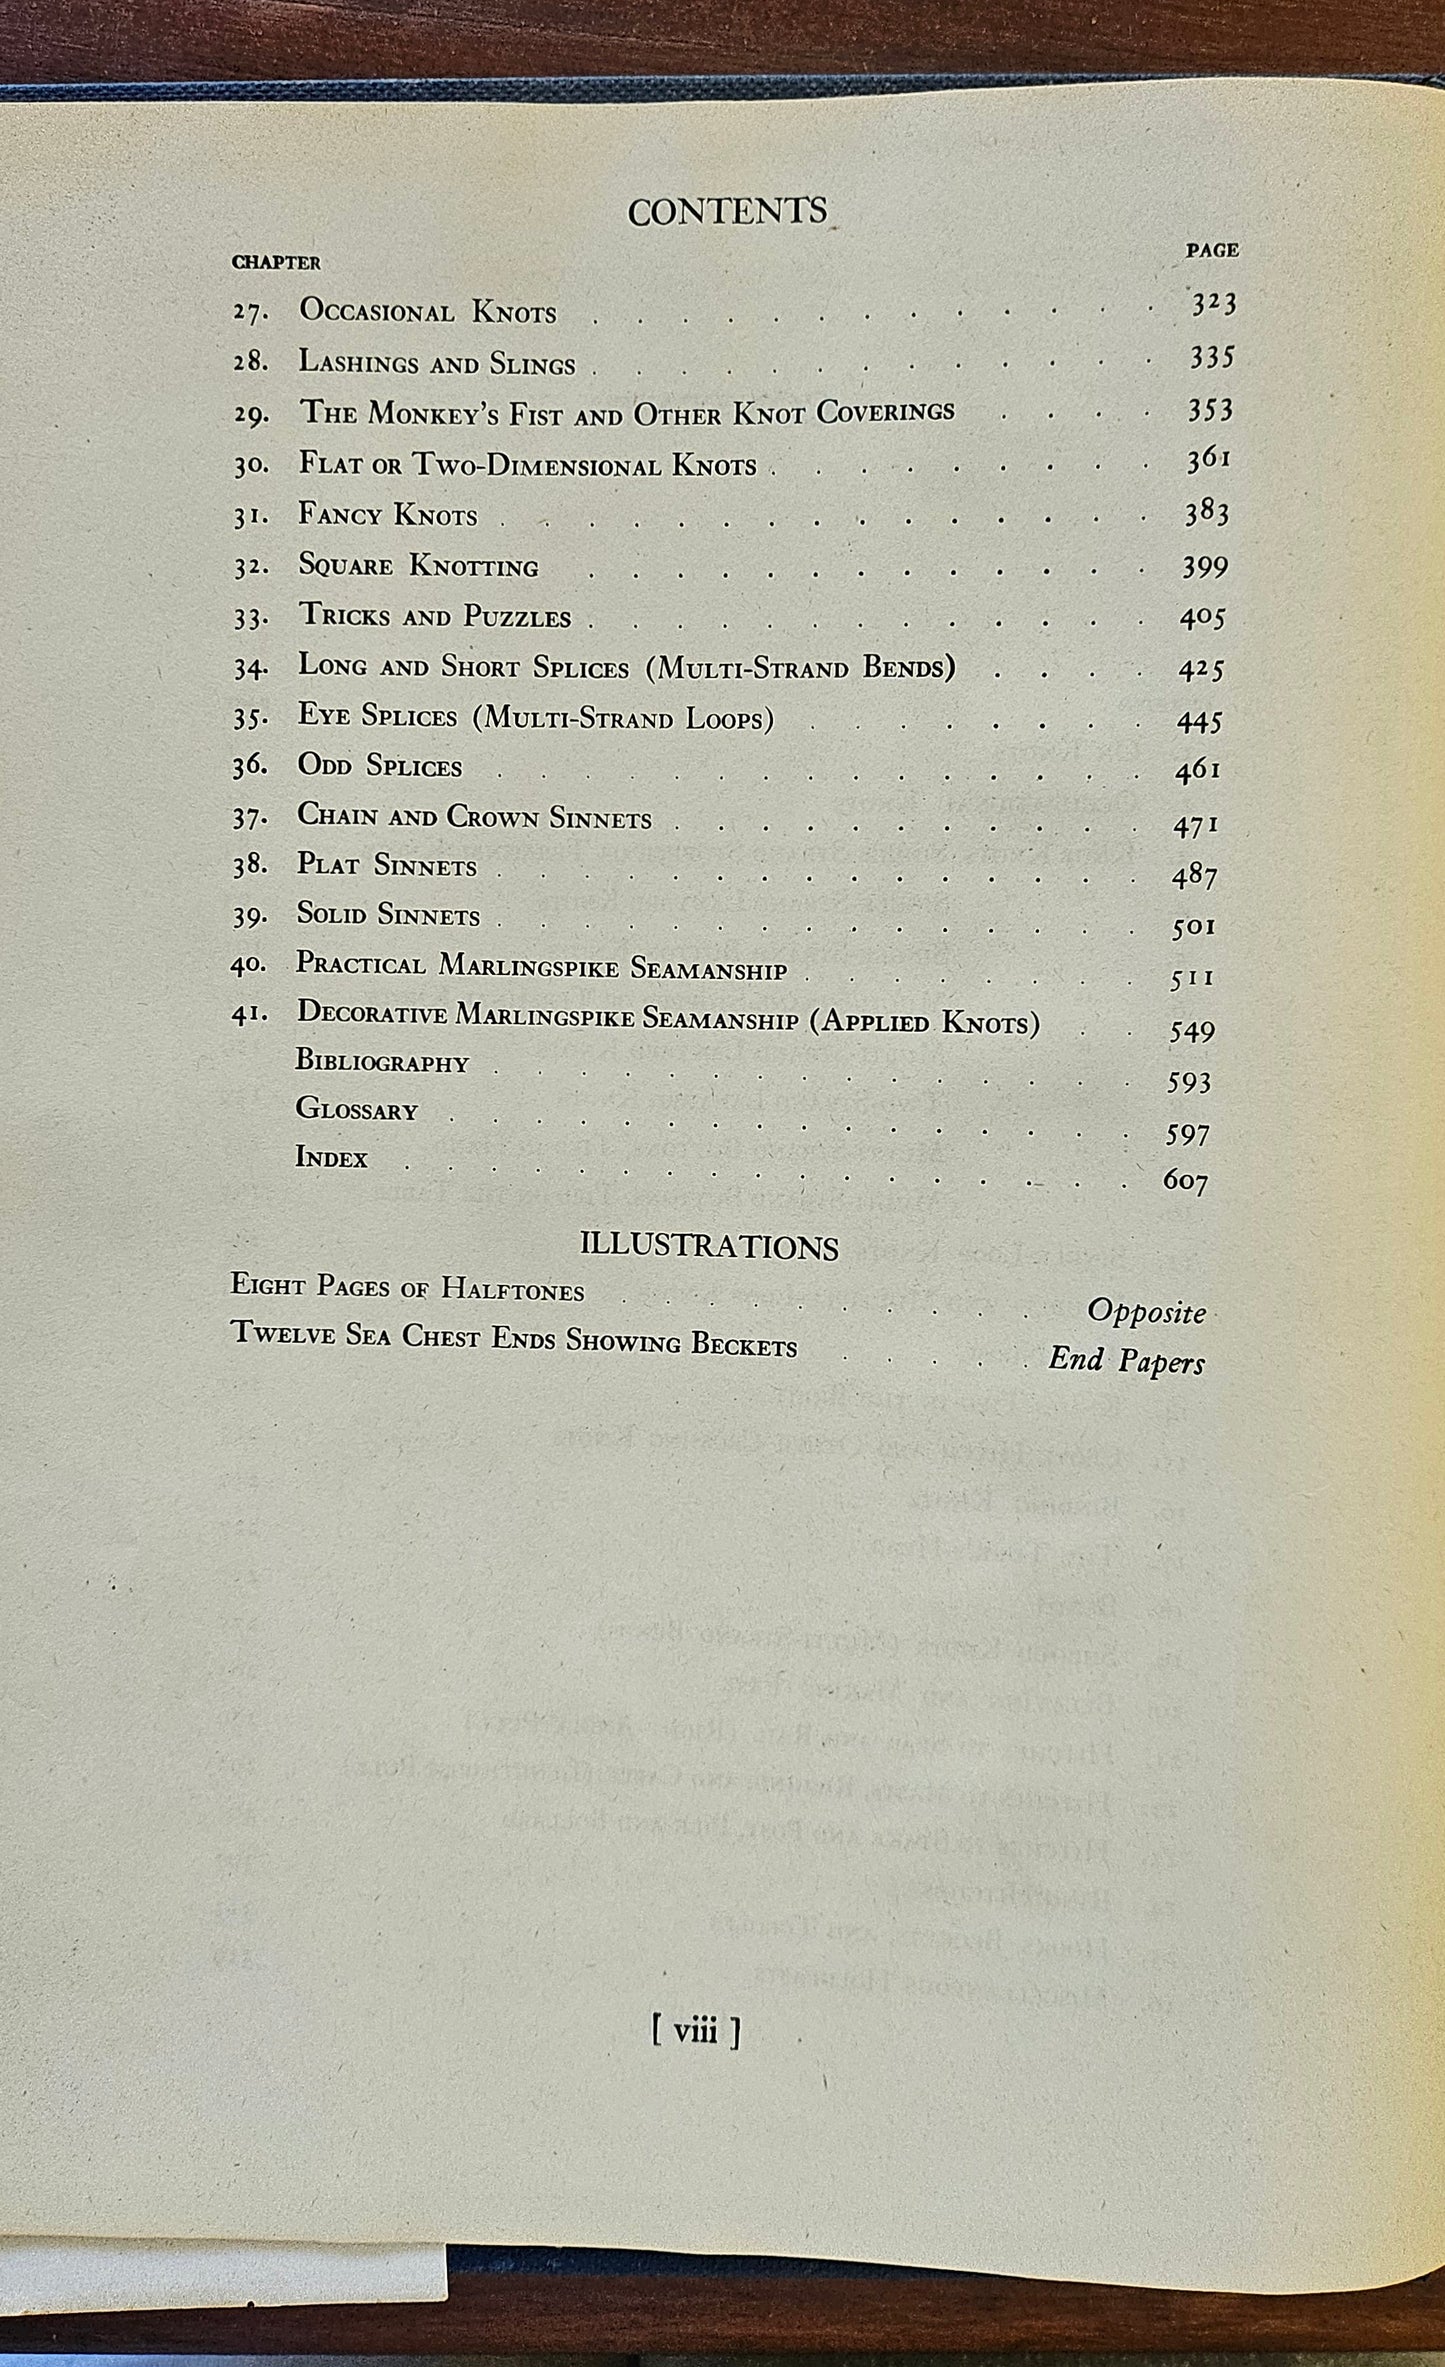 CONTENTS
CHAPTER PAGE
27. Occasional Knots . . . . . . . . . . . . . 323
28. Lashings and Slings . . . . . . . . . . . . . 335
29. The Monkey's Fist and Other Knot Coverings . . . . 353
30. Flat or Two-Dimensional Knots . . . . . . . . . 361
31. Fancy Knots . . . . . . . . . . . . . . . 383
32. Square Knotting . . . . . . . . . . . . . 399
33. Tricks and Puzzles . . . . . . . . . . . . . 405
34. Long and Short Splices (Multi-Strand Bends) . . . . 425
35. Eye Splices (Multi-Strand Loops) . . . . . . . . 445
36. Odd Splices . . . . . . . . . . . . . . . 461
37. Chain and Crown Sinnets . . . . . . . . . . . 471
38. Plat Sinnets . . . . . . . . . . . . . . . 487
39. Solid Sinnets . . . . . . . . . . . . . . . 501
40. Practical Marlingspike Seamanship . . . . . . . . 511
41. Decorative Marlingspike Seamanship (Applied Knots) . . 549
Bibliography . . . . . . . . . . . . . . . 593
Glossary . . . . . . . . . . . . . . . . 597
Index . . . . . . . . . . . . . . . . . 607
ILLUSTRATIONS
Eight Pages of Halftones . . . . . . . . . . Opposite
Twelve Sea Chest Ends Showing Beckets . . . . . End Papers
[ viii ]